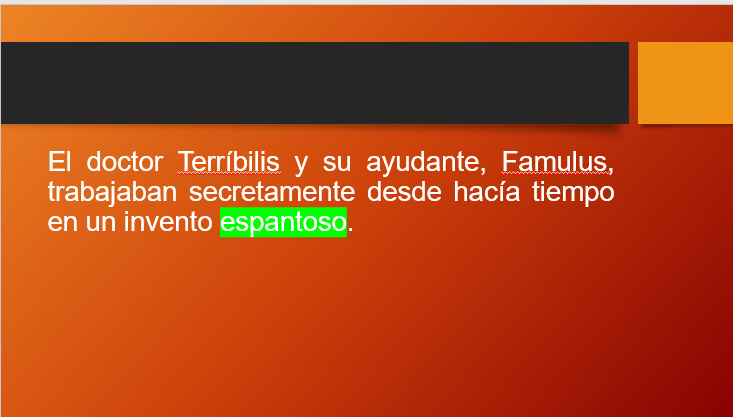 El doctor Terríbilis y su ayudante, Famulus,
trabajaban secretamente desde hacía tiempo
en un invento espantoso.